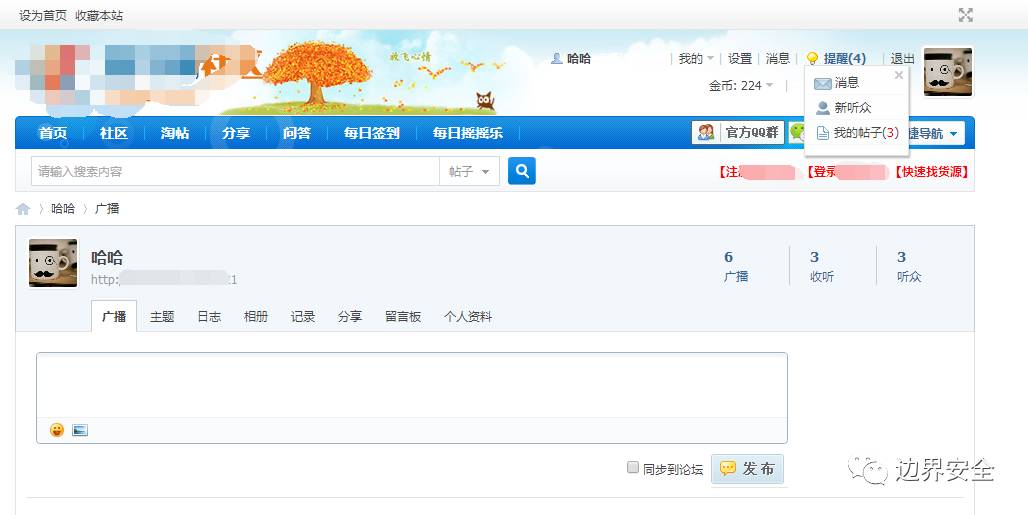 设为首页 收藏本站
放飞心情
哈哈 我的 设置 消息 提醒(4) 退出
金币: 224
消息
新听众
我的帖子(3)
首页 社区 淘帖 分享 问答 每日签到 每日摇摇乐 官方QQ群 捷导航
请输入搜索内容 帖子 【注 【登录 【快速找货源】
哈哈 广播
哈哈
http: 1
6 3 3
广播 收听 听众
广播 主题 日志 相册 记录 分享 留言板 个人资料
同步到论坛 发布
边界安全